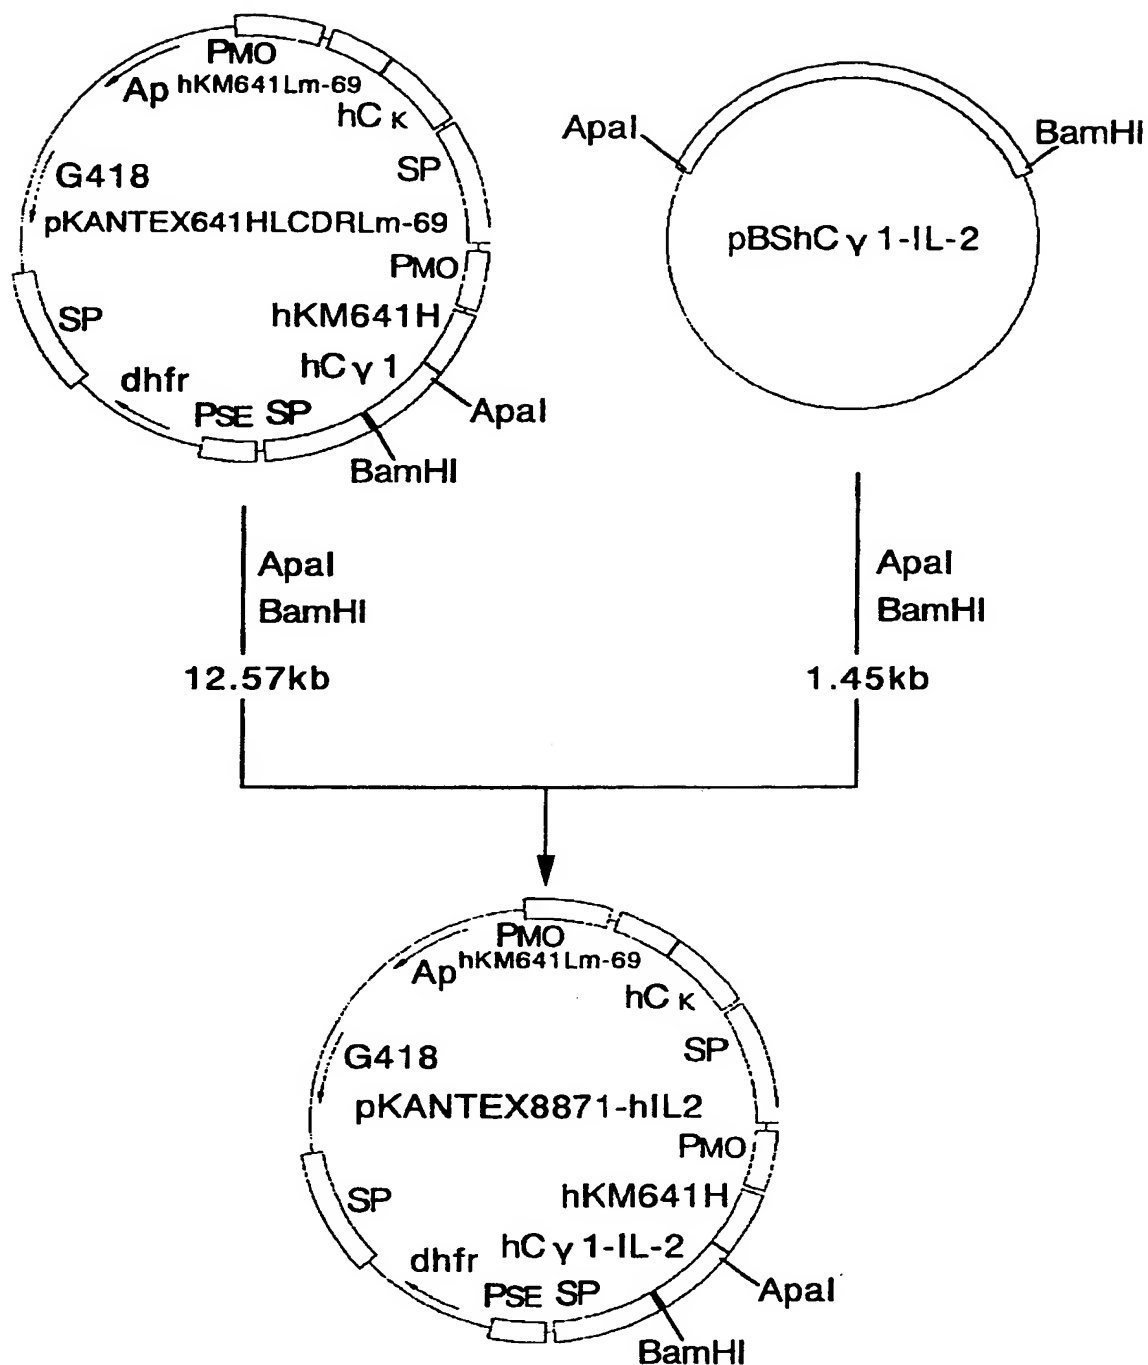 PMO
Ap
hKM641Lm-69
hCκ
SP
G418
pKANTEX641HLCDRLm-69
PMO
hKM641H
SP
hCγ1
dhfr
PSE SP
ApaI
BamHI
ApaI
BamHI
pBShCγ1-IL-2
ApaI
BamHI
12.57kb
ApaI
BamHI
1.45kb
PMO
Ap
hKM641Lm-69
hCκ
SP
G418
pKANTEX8871-hIL2
PMO
hKM641H
SP
hCγ1-IL-2
dhfr
PSE SP
ApaI
BamHI